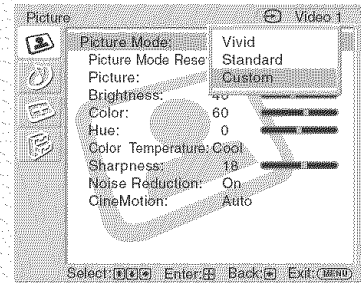 Picture Video 1
Picture Mode: Vivid
Picture Mode Rese Standard
Picture: Custom
Brightness: 40
Color: 60
Hue: 0
Color Temperature: Cool
Sharpness: 18
Noise Reduction: On
CineMotion: Auto
Select: Enter: Back: Exit: MENU